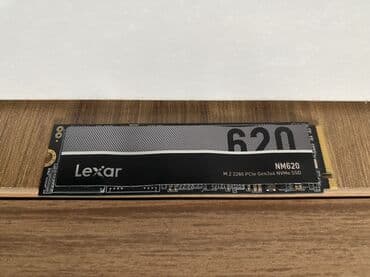 620
NM620
Lexar
M.2 2280 PCIe Gen3x4 NVMe SSD